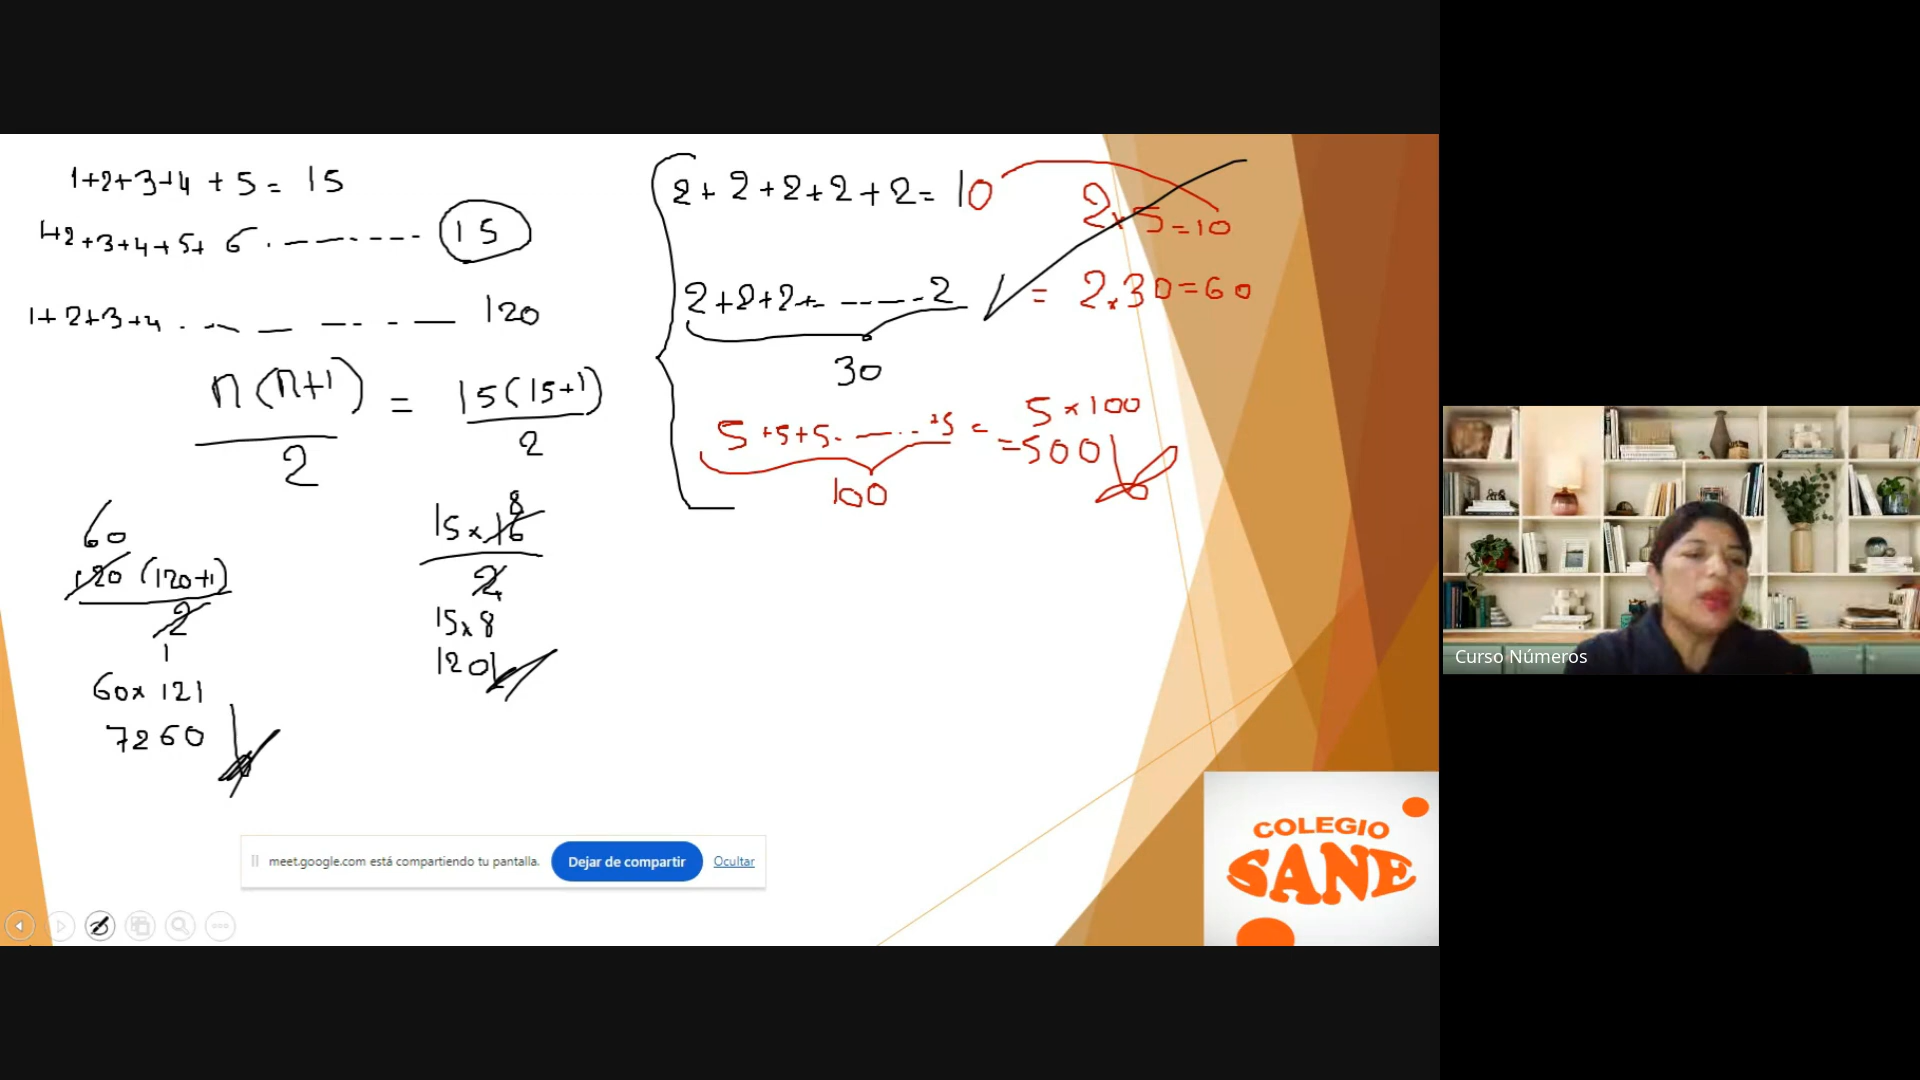 1+2+3+4+5=15
1+2+3+4+5+6.------15
1+2+3+4.-- -- --- - --120
n(n+1)/2 = 15(15+1)/2
60
120(120+1)
2
1
60x121
7260
8
15x16
2
15x8
120
2+2+2+2+2=10
2x5=10
2+2+2+-----2 = 2x30=60
30
5+5+5.---..+5= 5x100
=500
100
meet.google.com está compartiendo tu pantalla. Dejar de compartir Ocultar
COLEGIO
SANE
Curso Números